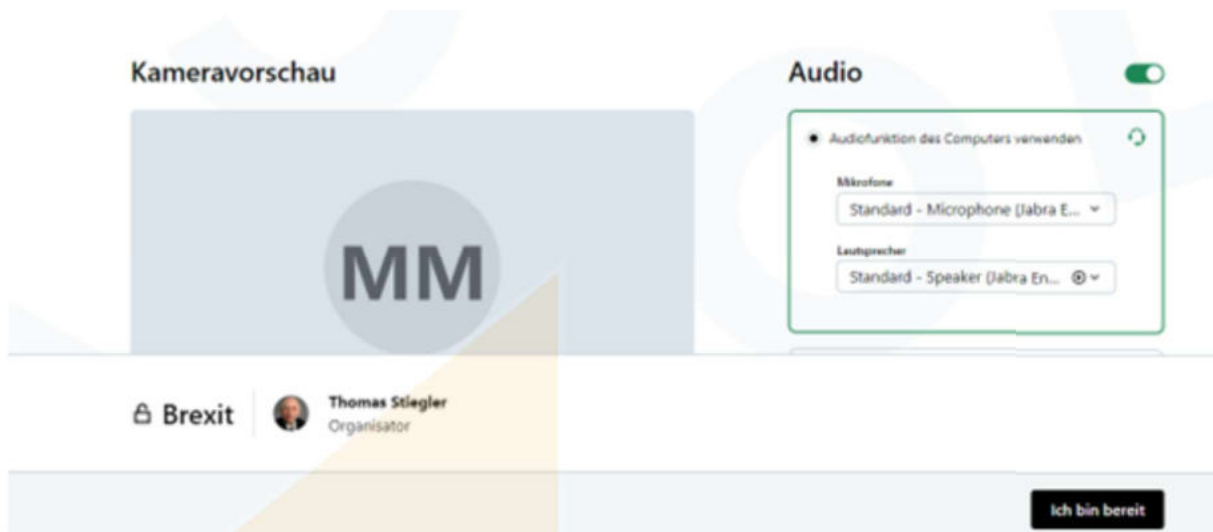 Kameravorschau
Audio
Audiofunktion des Computers verwenden
Mikrofone
Standard - Microphone (Jabra E...
Lautsprecher
Standard - Speaker (Jabra En...
MM
Brexit
Thomas Stiegler
Organisator
Ich bin bereit